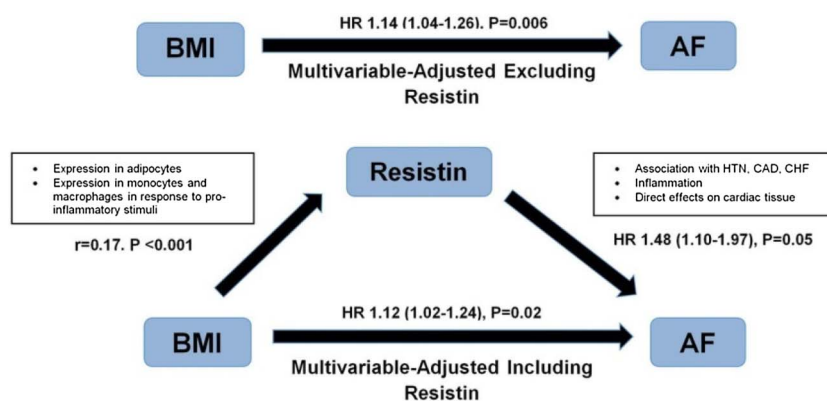 HR 1.14 (1.04-1.26). P=0.006
BMI
AF
Multivariable-Adjusted Excluding
Resistin
• Expression in adipocytes
• Expression in monocytes and
macrophages in response to pro-
inflammatory stimuli
Resistin
• Association with HTN, CAD, CHF
• Inflammation
• Direct effects on cardiac tissue
r=0.17. P <0.001
HR 1.48 (1.10-1.97), P=0.05
HR 1.12 (1.02-1.24), P=0.02
BMI
AF
Multivariable-Adjusted Including
Resistin